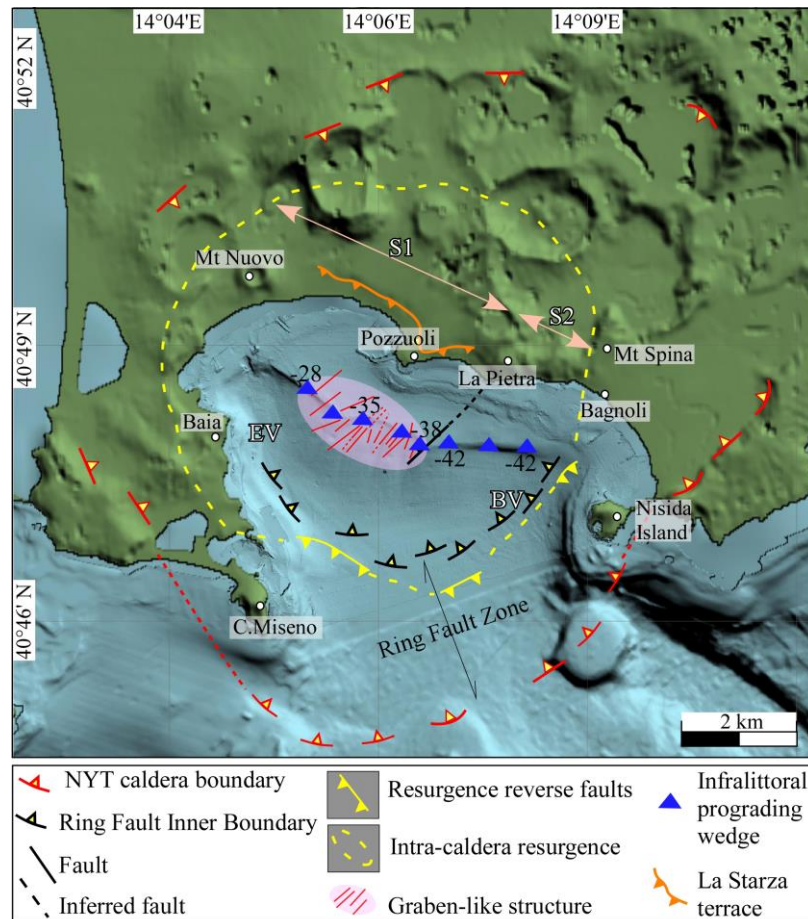 14°04'E 14°06'E 14°09'E
40°52 N
S1
Mt Nuovo
S2
40°49' N
Pozzuoli
Mt Spina
La Pietra
-28
Bagnoli
-35
Baia
EV
-38
-42
-42
BV
Nisida
Island
40°46' N
C.Miseno
Ring Fault Zone
2 km
NYT caldera boundary
Ring Fault Inner Boundary
Fault
Inferred fault
Resurgence reverse faults
Intra-caldera resurgence
Graben-like structure
Infralittoral
prograding
wedge
La Starza
terrace